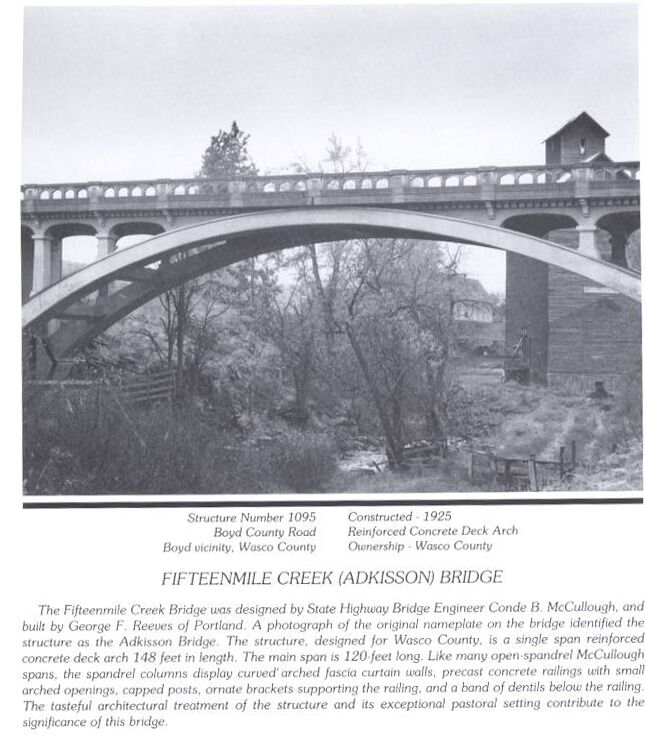 Structure Number 1095
Boyd County Road
Boyd vicinity, Wasco County
Constructed - 1925
Reinforced Concrete Deck Arch
Ownership - Wasco County
FIFTEENMILE CREEK (ADKISSON) BRIDGE
The Fifteenmile Creek Bridge was designed by State Highway Bridge Engineer Conde B. McCullough, and
built by George F. Reeves of Portland. A photograph of the original nameplate on the bridge identified the
structure as the Adkisson Bridge. The structure, designed for Wasco County, is a single span reinforced
concrete deck arch 148 feet in length. The main span is 120-feet long. Like many open-spandrel McCullough
spans, the spandrel columns display curved arched fascia curtain walls, precast concrete railings with small
arched openings, capped posts, ornate brackets supporting the railing, and a band of dentils below the railing.
The tasteful architectural treatment of the structure and its exceptional pastoral setting contribute to the
significance of this bridge.